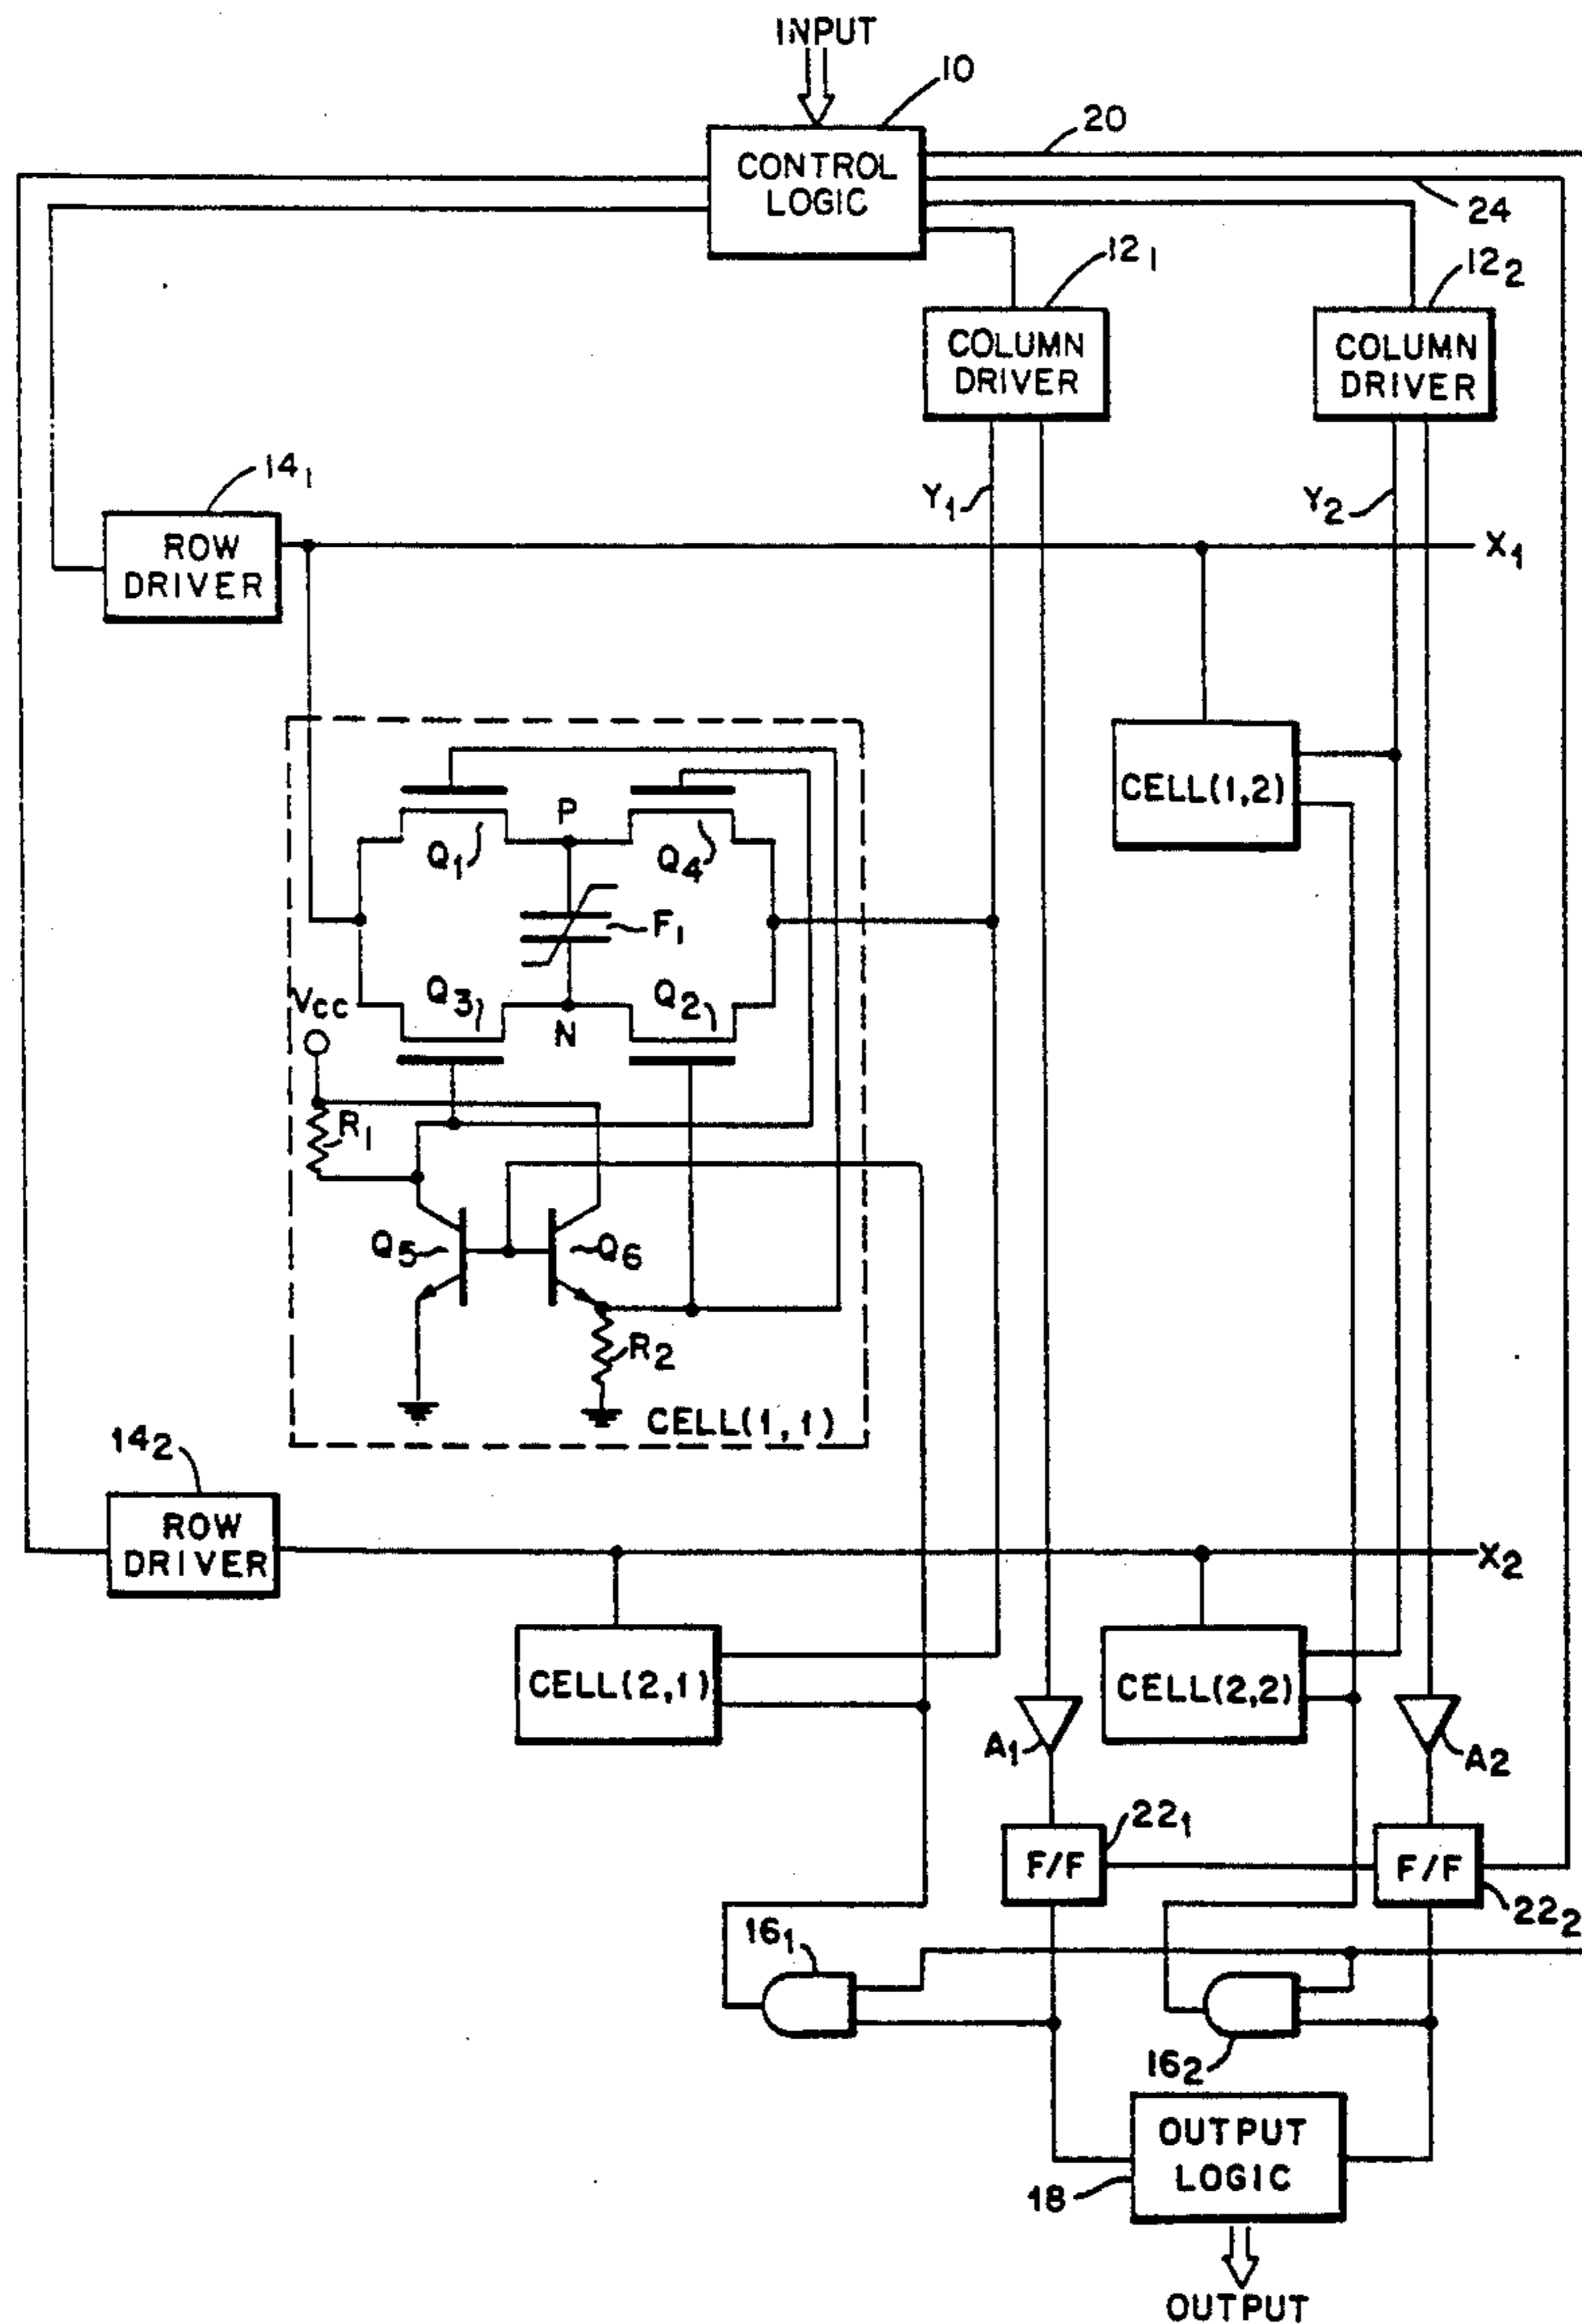 INPUT
10
20
CONTROL
LOGIC
24
12₁
12₂
COLUMN
DRIVER
COLUMN
DRIVER
14₁
Y₁
Y₂
ROW
DRIVER
X₁
CELL(1,2)
P
Q₁
Q₄
F₁
Q₃
Q₂
Vcc
N
R₁
Q₅
Q₆
R₂
CELL(1,1)
14₂
ROW
DRIVER
X₂
CELL(2,1)
CELL(2,2)
A₁
A₂
22₁
F/F
F/F
22₂
16₁
16₂
OUTPUT
LOGIC
18
OUTPUT